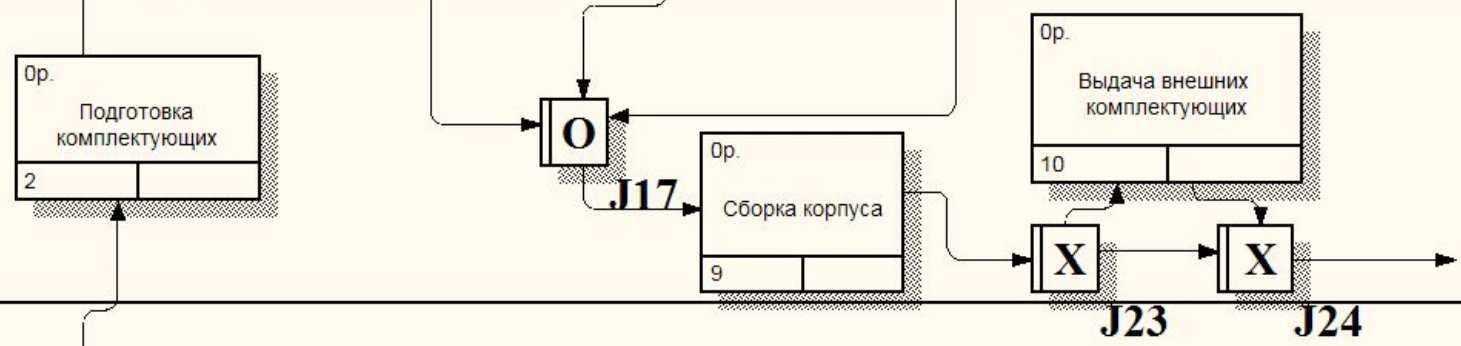 0р.
Подготовка
комплектующих
2
O
J17
0р.
Сборка корпуса
9
0р.
Выдача внешних
комплектующих
10
X
J23
X
J24